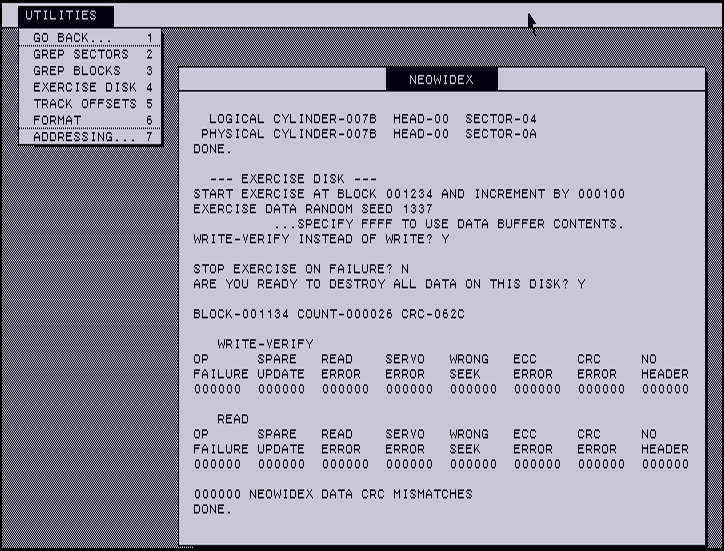 UTILITIES
GO BACK... 1
GREP SECTORS 2
GREP BLOCKS 3
EXERCISE DISK 4
TRACK OFFSETS 5
FORMAT 6
ADDRESSING... 7
NEOWIDEX
LOGICAL CYLINDER-007B HEAD-00 SECTOR-04
PHYSICAL CYLINDER-007B HEAD-00 SECTOR-0A
DONE.
--- EXERCISE DISK ---
START EXERCISE AT BLOCK 001234 AND INCREMENT BY 000100
EXERCISE DATA RANDOM SEED 1337
...SPECIFY FFFF TO USE DATA BUFFER CONTENTS.
WRITE-VERIFY INSTEAD OF WRITE? Y
STOP EXERCISE ON FAILURE? N
ARE YOU READY TO DESTROY ALL DATA ON THIS DISK? Y
BLOCK-001134 COUNT-000026 CRC-062C
WRITE-VERIFY
OP SPARE READ SERVO WRONG ECC CRC NO
FAILURE UPDATE ERROR ERROR SEEK ERROR ERROR HEADER
000000 000000 000000 000000 000000 000000 000000 000000
READ
OP SPARE READ SERVO WRONG ECC CRC NO
FAILURE UPDATE ERROR ERROR SEEK ERROR ERROR HEADER
000000 000000 000000 000000 000000 000000 000000 000000
000000 NEOWIDEX DATA CRC MISMATCHES
DONE.